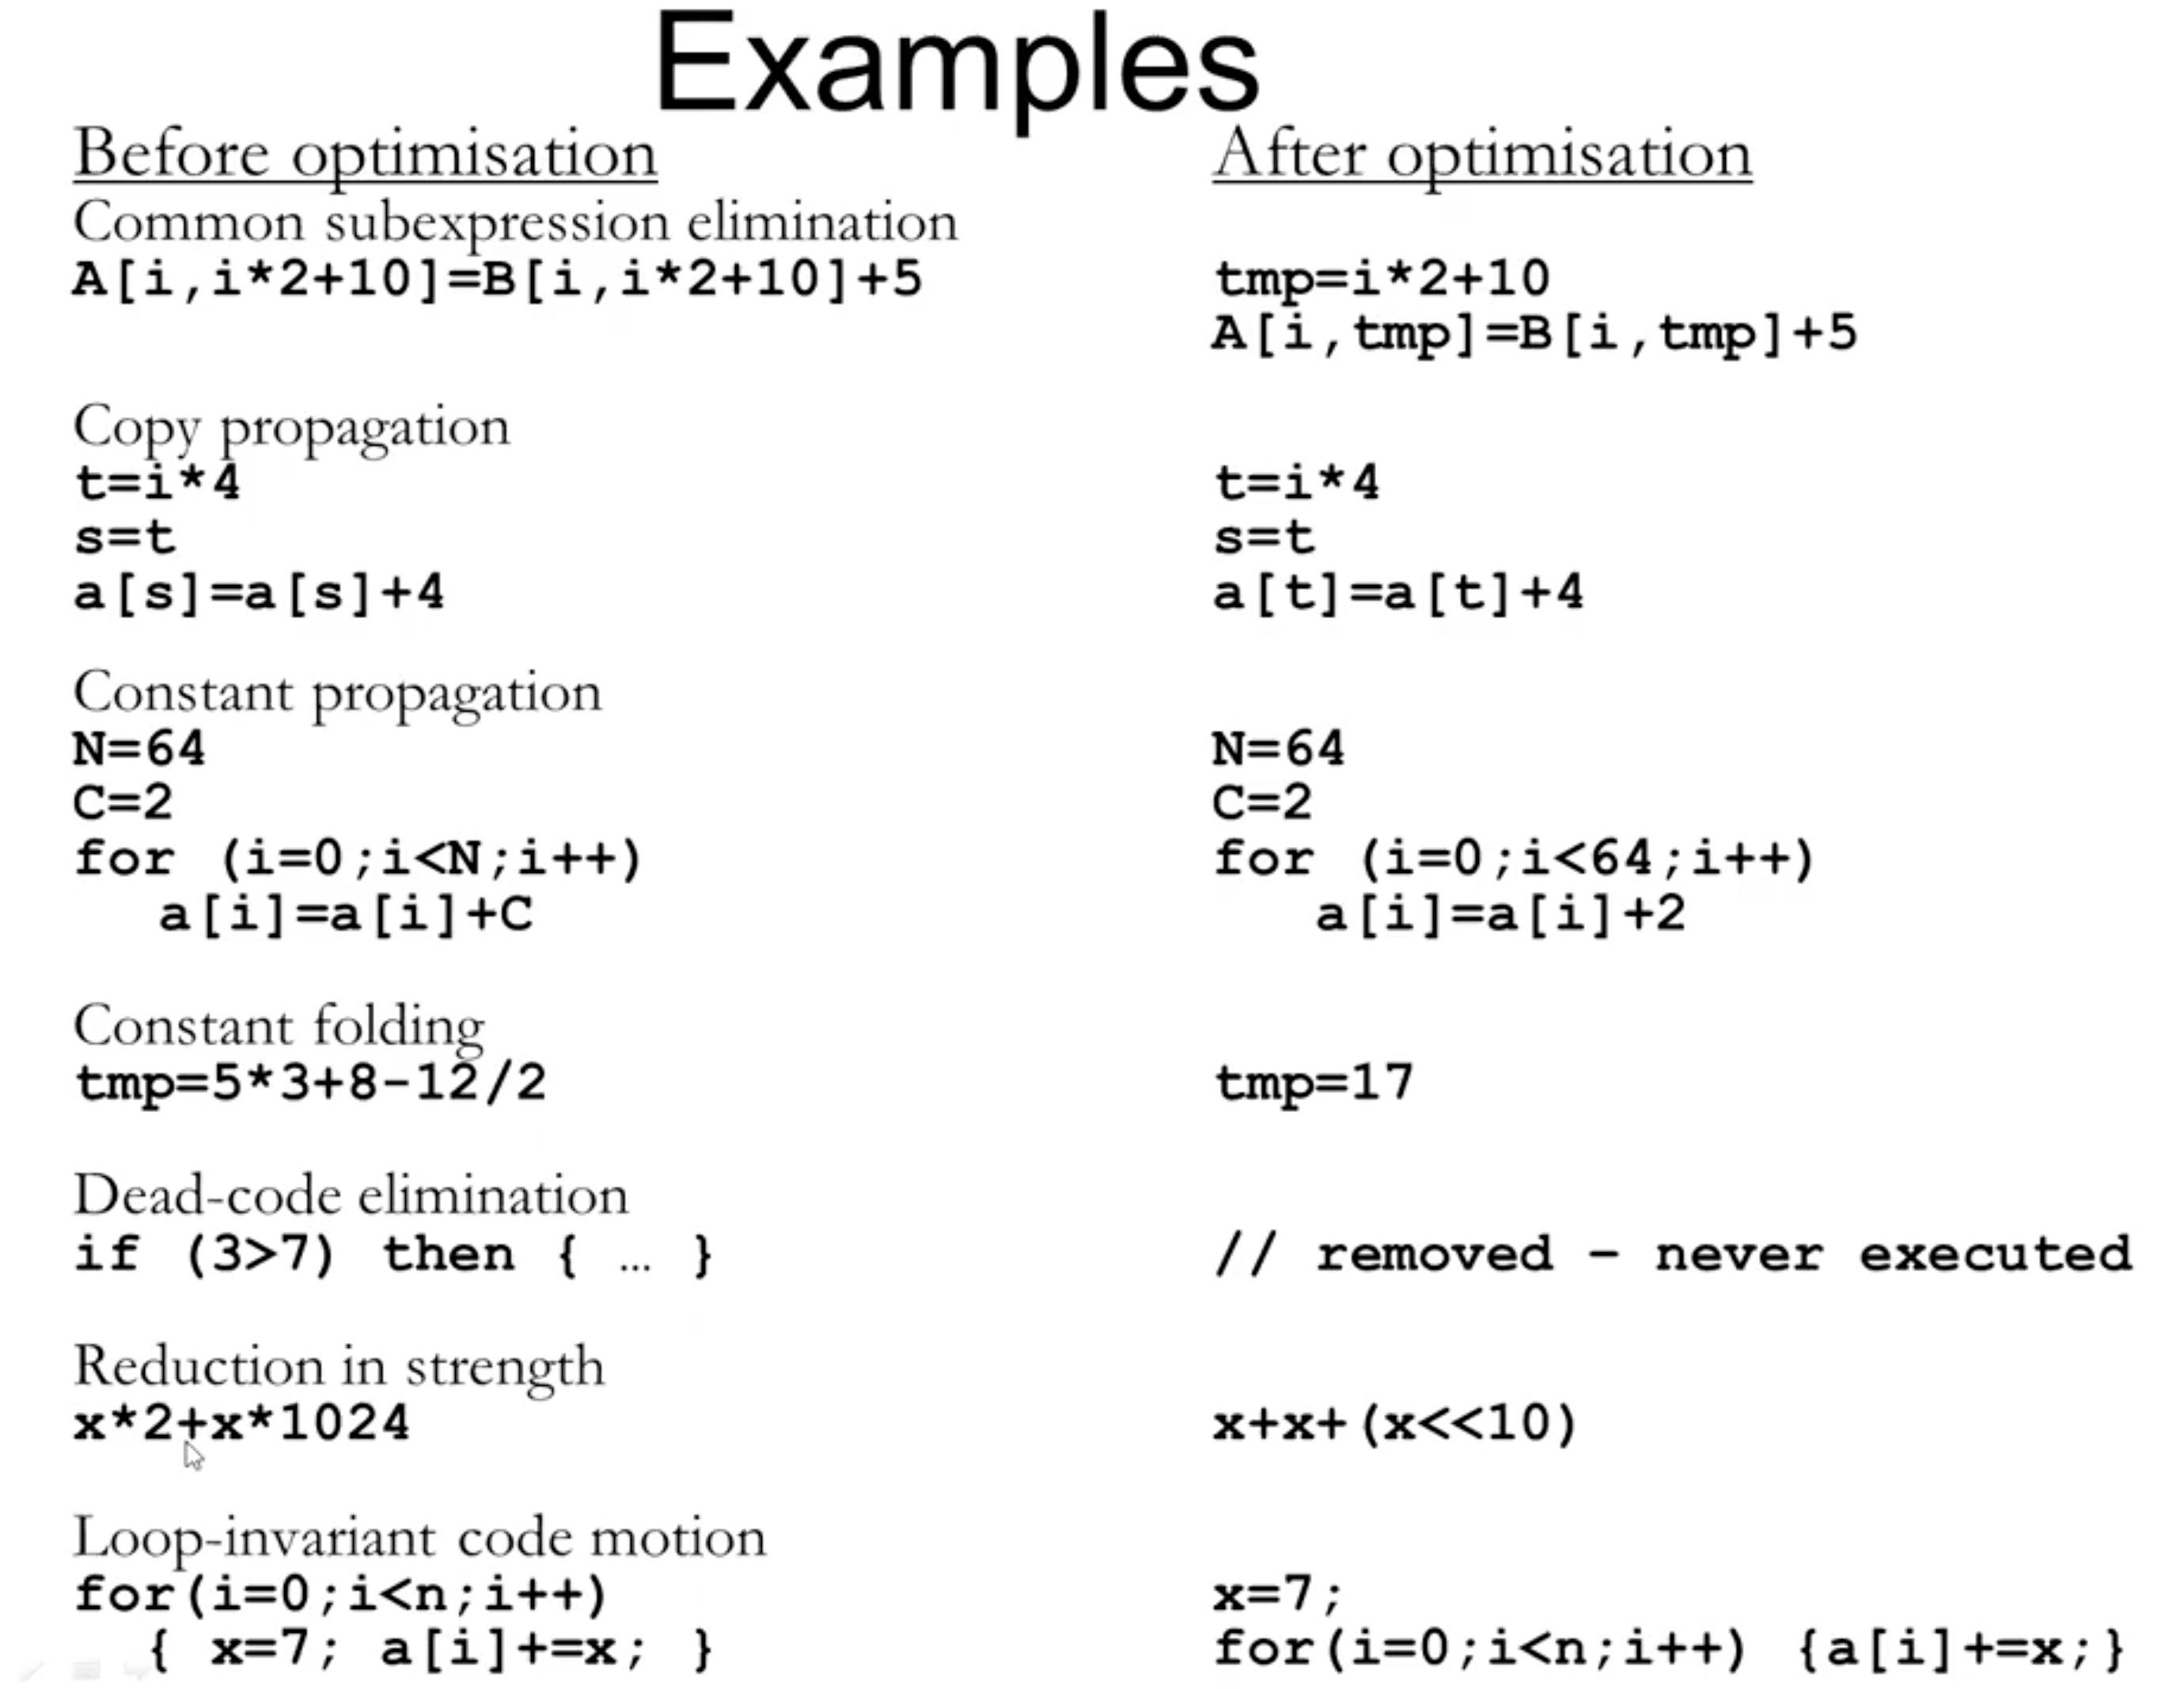 Examples
Before optimisation
After optimisation
Common subexpression elimination
A[i,i*2+10]=B[i,i*2+10]+5
tmp=i*2+10
A[i,tmp]=B[i,tmp]+5
Copy propagation
t=i*4
s=t
a[s]=a[s]+4
t=i*4
s=t
a[t]=a[t]+4
Constant propagation
N=64
C=2
for (i=0;i<N;i++)
a[i]=a[i]+C
N=64
C=2
for (i=0;i<64;i++)
a[i]=a[i]+2
Constant folding
tmp=5*3+8-12/2
tmp=17
Dead-code elimination
if (3>7) then { … }
// removed – never executed
Reduction in strength
x*2+x*1024
x+x+(x<<10)
Loop-invariant code motion
for(i=0;i<n;i++)
{ x=7; a[i]+=x; }
x=7;
for(i=0;i<n;i++) {a[i]+=x;}